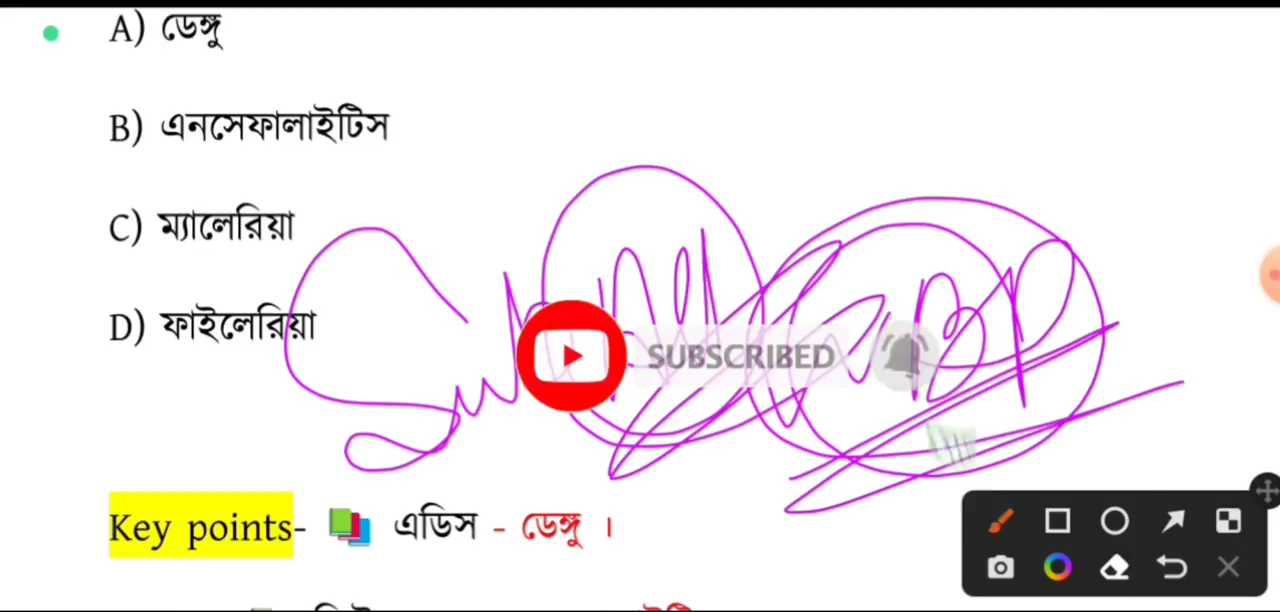 A) ডেঙ্গু
B) এনসেফালাইটিস
C) ম্যালেরিয়া
D) ফাইলেরিয়া
SUBSCRIBED
Key points- এডিস - ডেঙ্গু ।